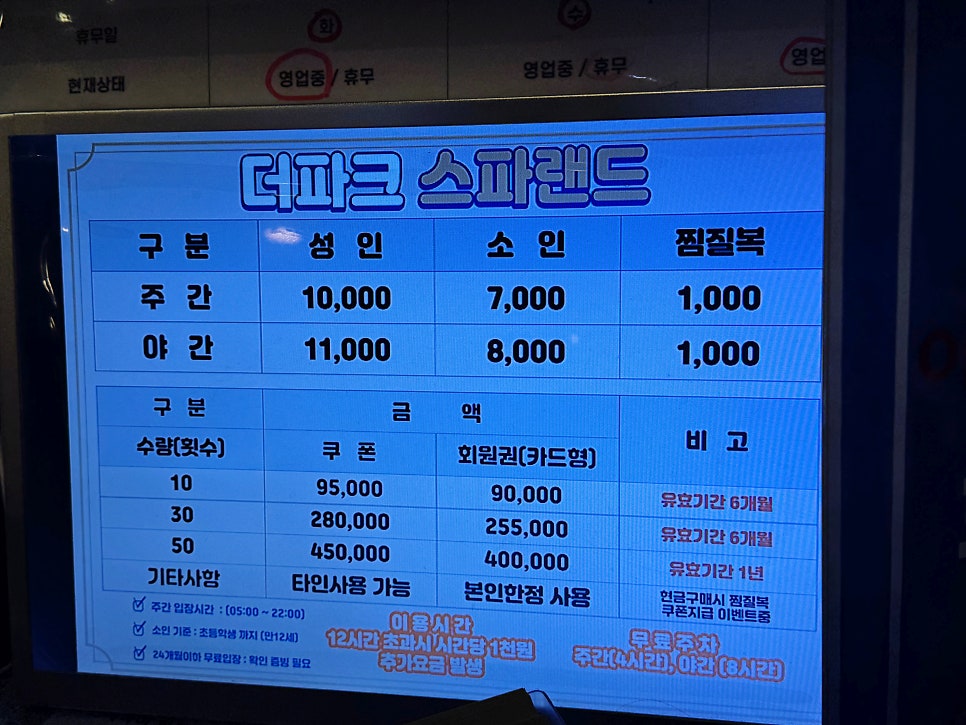 휴무일 화 수
현재상태 영업중 / 휴무 영업중 / 휴무 영업
더파크 스파랜드
구 분 성 인 소 인 찜질복
주 간 10,000 7,000 1,000
야 간 11,000 8,000 1,000
구 분 금 액 비 고
수량(횟수) 쿠 폰 회원권(카드형)
10 95,000 90,000 유효기간 6개월
30 280,000 255,000 유효기간 6개월
50 450,000 400,000 유효기간 1년
기타사항 타인사용 가능 본인한정 사용 현금구매시 찜질복
쿠폰지급 이벤트중
주간 입장시간 : (05:00 ~ 22:00)
소인 기준 : 초등학생 까지 (만12세)
24개월이하 무료입장 : 확인 증빙 필요
이용시간
12시간 초과시 시간당 1천원
추가요금 발생
무료주차
주간(4시간), 야간 (8시간)